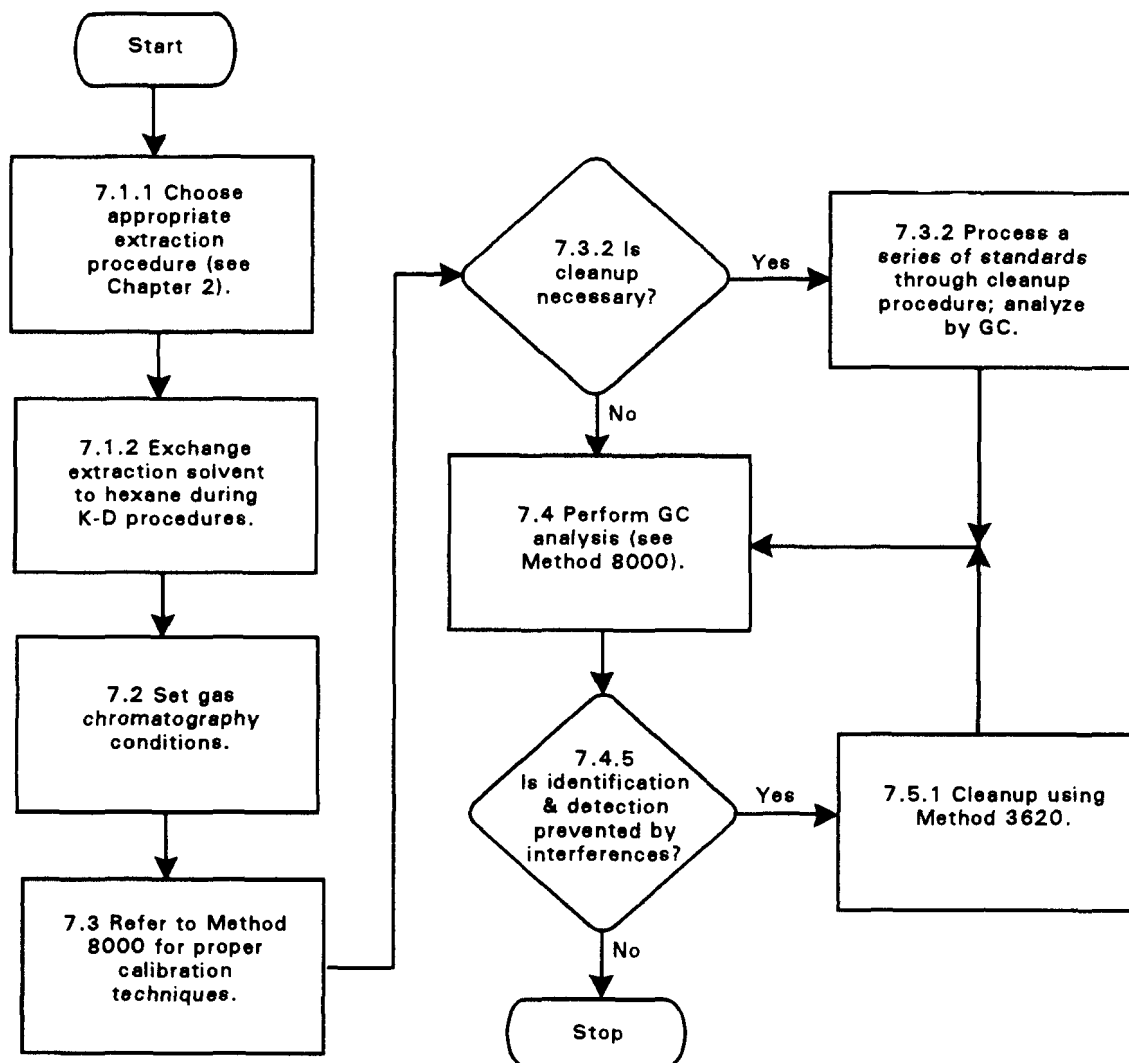 Start
7.1.1 Choose
appropriate
extraction
procedure (see
Chapter 2).
7.1.2 Exchange
extraction solvent
to hexane during
K-D procedures.
7.2 Set gas
chromatography
conditions.
7.3 Refer to Method
8000 for proper
calibration
techniques.
7.3.2 Is
cleanup
necessary?
Yes
7.3.2 Process a
series of standards
through cleanup
procedure; analyze
by GC.
No
7.4 Perform GC
analysis (see
Method 8000).
7.4.5
Is identification
& detection
prevented by
interferences?
Yes
7.5.1 Cleanup using
Method 3620.
No
Stop